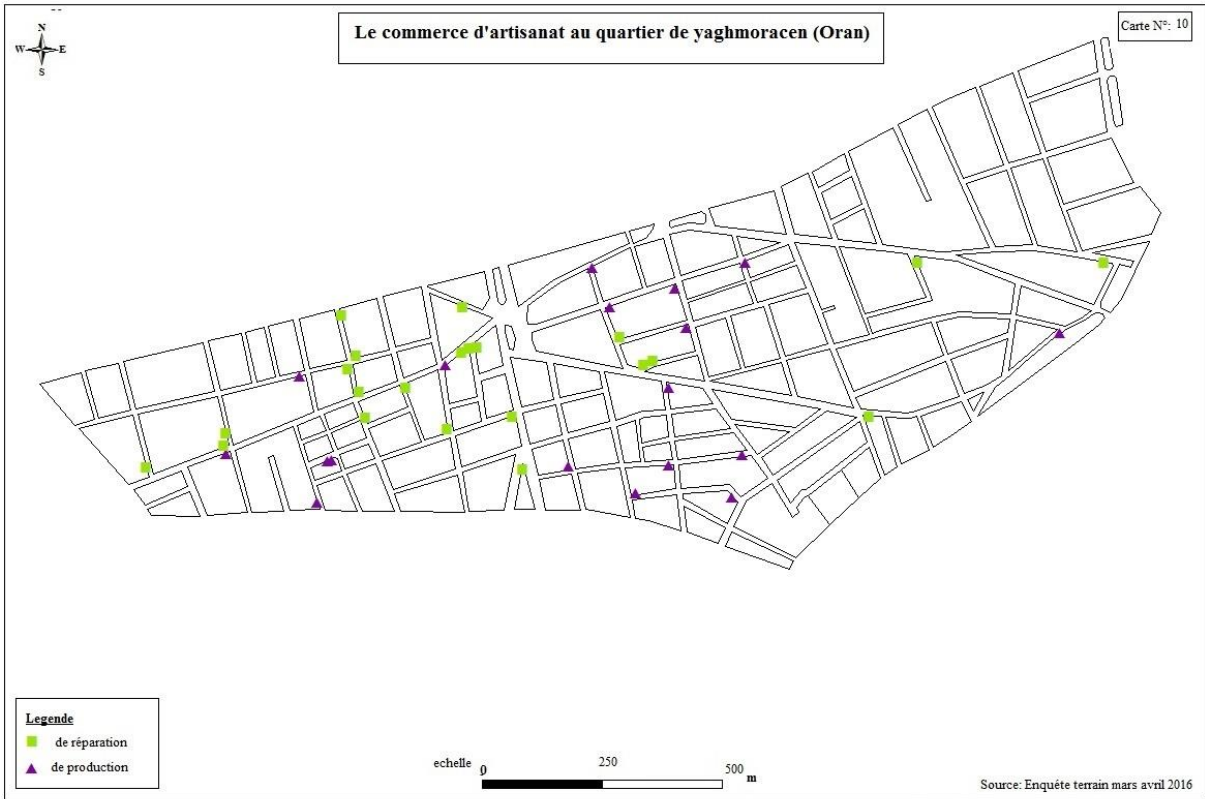 Le commerce d'artisanat au quartier de yaghmoracen (Oran)
Carte N°: 10
N
W E
S
Legende
de réparation
de production
echelle 0 250 500 m
Source: Enquéte terrain mars avril 2016